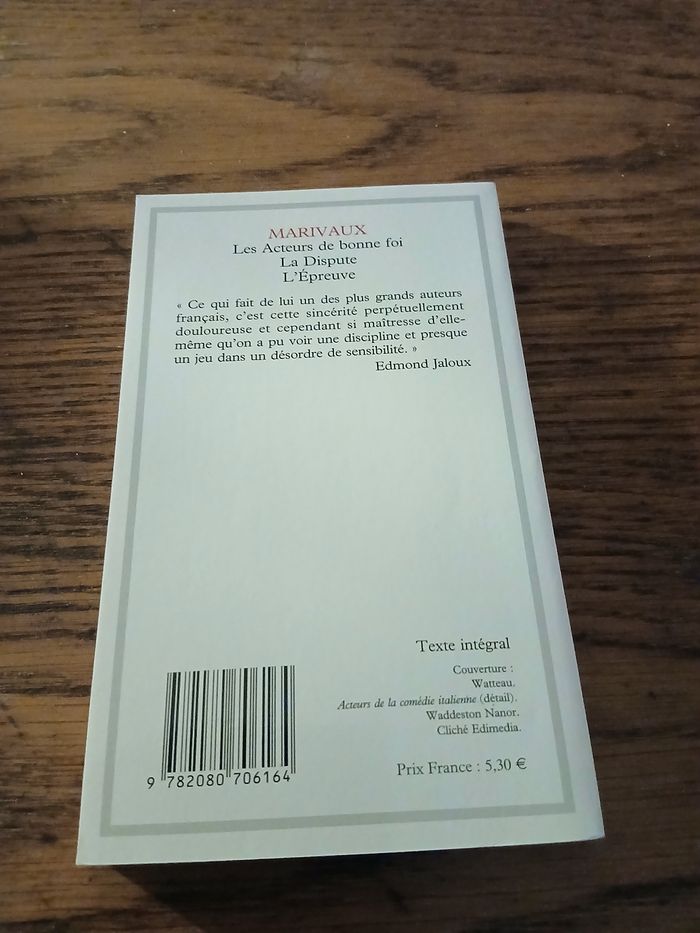 MARIVAUX
Les Acteurs de bonne foi
La Dispute
L'Épreuve
« Ce qui fait de lui un des plus grands auteurs
français, c'est cette sincérité perpétuellement
douloureuse et cependant si maîtresse d'elle-
même qu'on a pu voir une discipline et presque
un jeu dans un désordre de sensibilité. »
Edmond Jaloux
Texte intégral
Couverture :
Watteau.
Acteurs de la comédie italienne (détail).
Waddeston Nanor.
Cliché Edimedia.
Prix France : 5,30 €
9 782080 706164